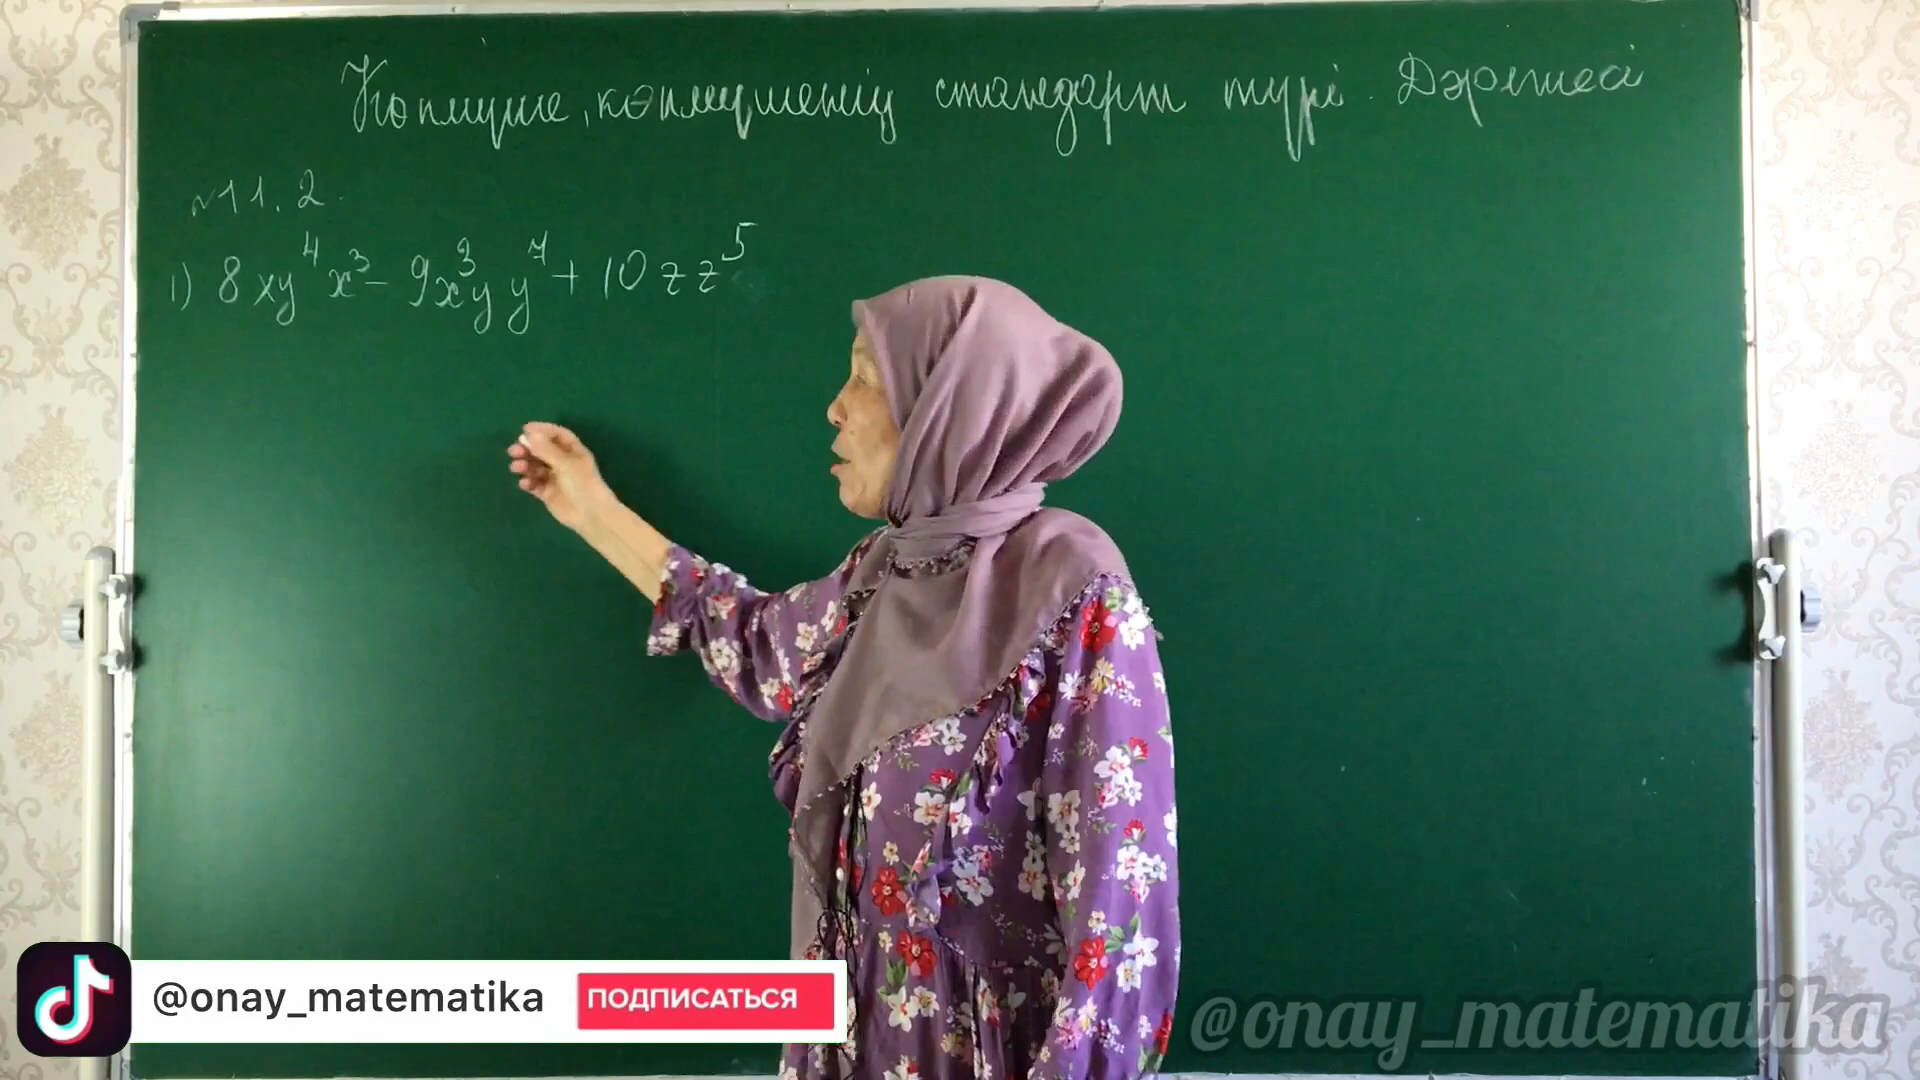 Көпмүше, көпмүшенің стандарт түрі. Дәрежесі
№11.2.
1) 8xy⁴x³ - 9x³yy⁷ + 10zz⁵
@onay_matematika ПОДПИСАТЬСЯ
@onay_matematika